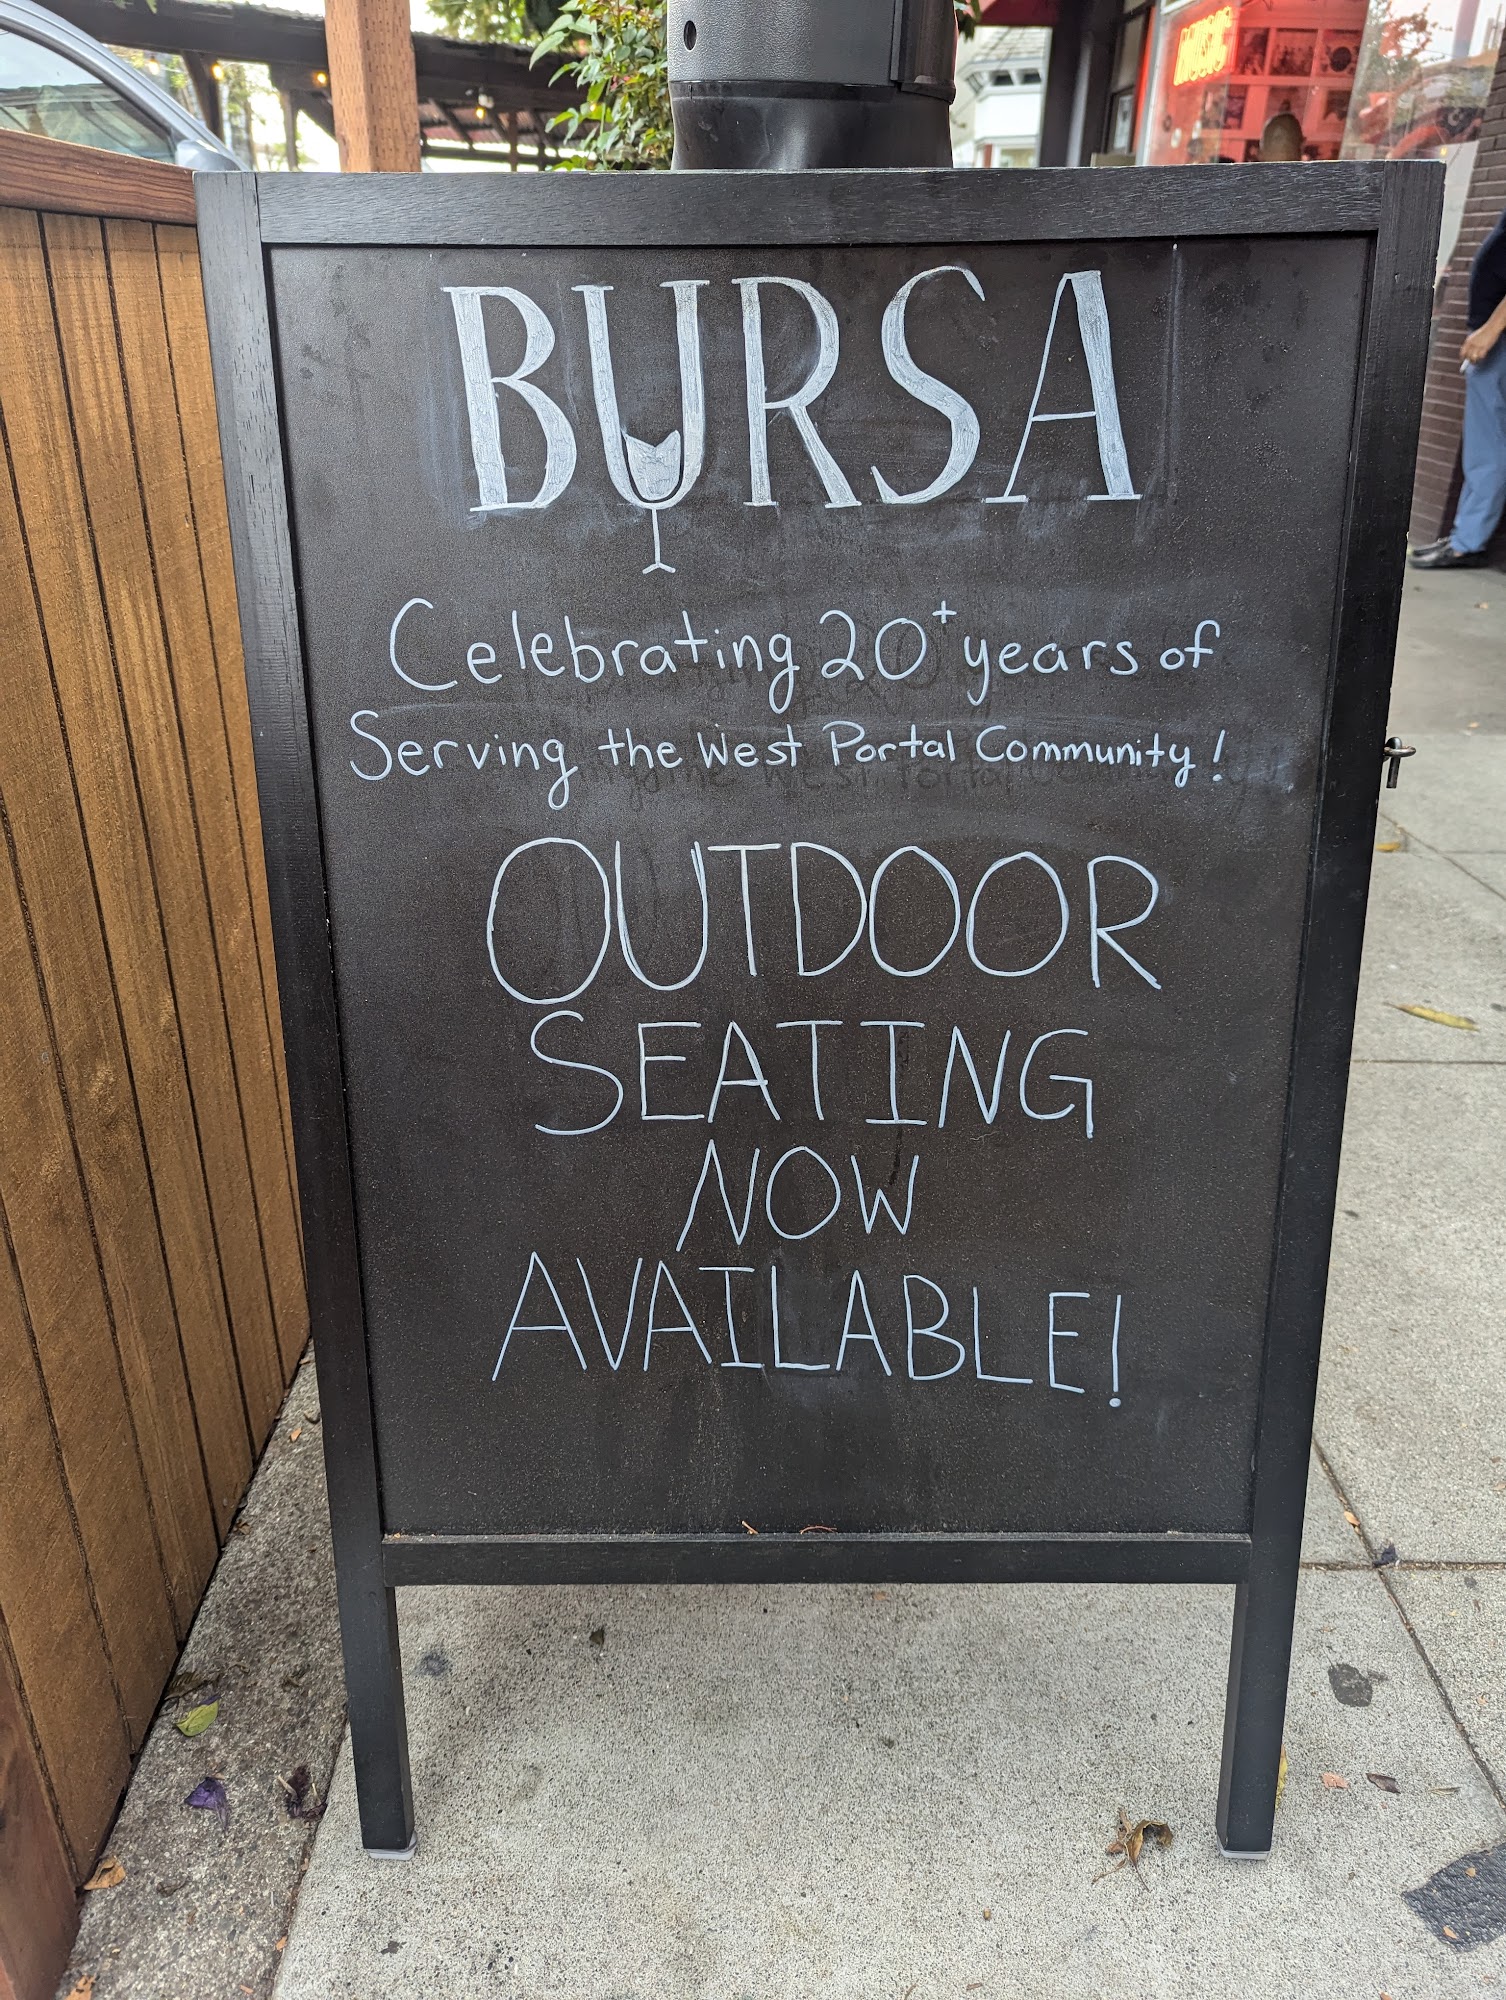 BURSA
Celebrating 20+ years of
Serving the West Portal Community!
OUTDOOR
SEATING
NOW
AVAILABLE!